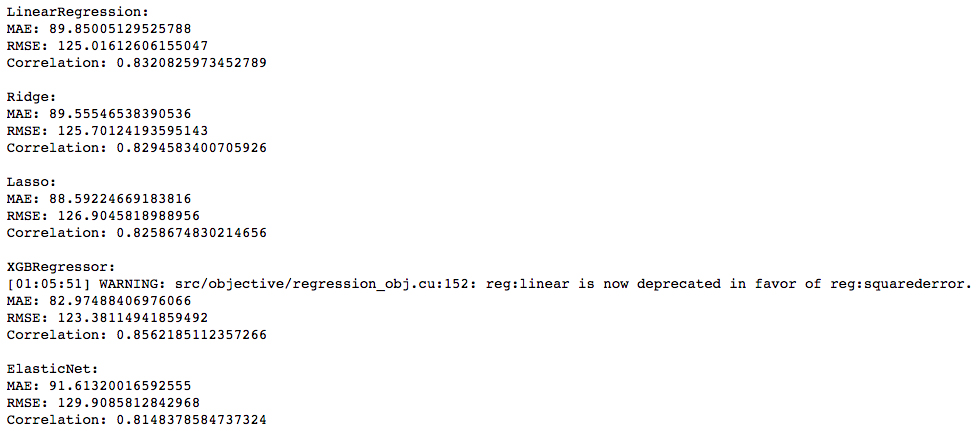 LinearRegression:
MAE: 89.85005129525788
RMSE: 125.01612606155047
Correlation: 0.8320825973452789
Ridge:
MAE: 89.55546538390536
RMSE: 125.70124193595143
Correlation: 0.8294583400705926
Lasso:
MAE: 88.59224669183816
RMSE: 126.9045818988956
Correlation: 0.8258674830214656
XGBRegressor:
[01:05:51] WARNING: src/objective/regression_obj.cu:152: reg:linear is now deprecated in favor of reg:squarederror.
MAE: 82.97488406976066
RMSE: 123.38114941859492
Correlation: 0.8562185112357266
ElasticNet:
MAE: 91.61320016592555
RMSE: 129.9085812842968
Correlation: 0.8148378584737324